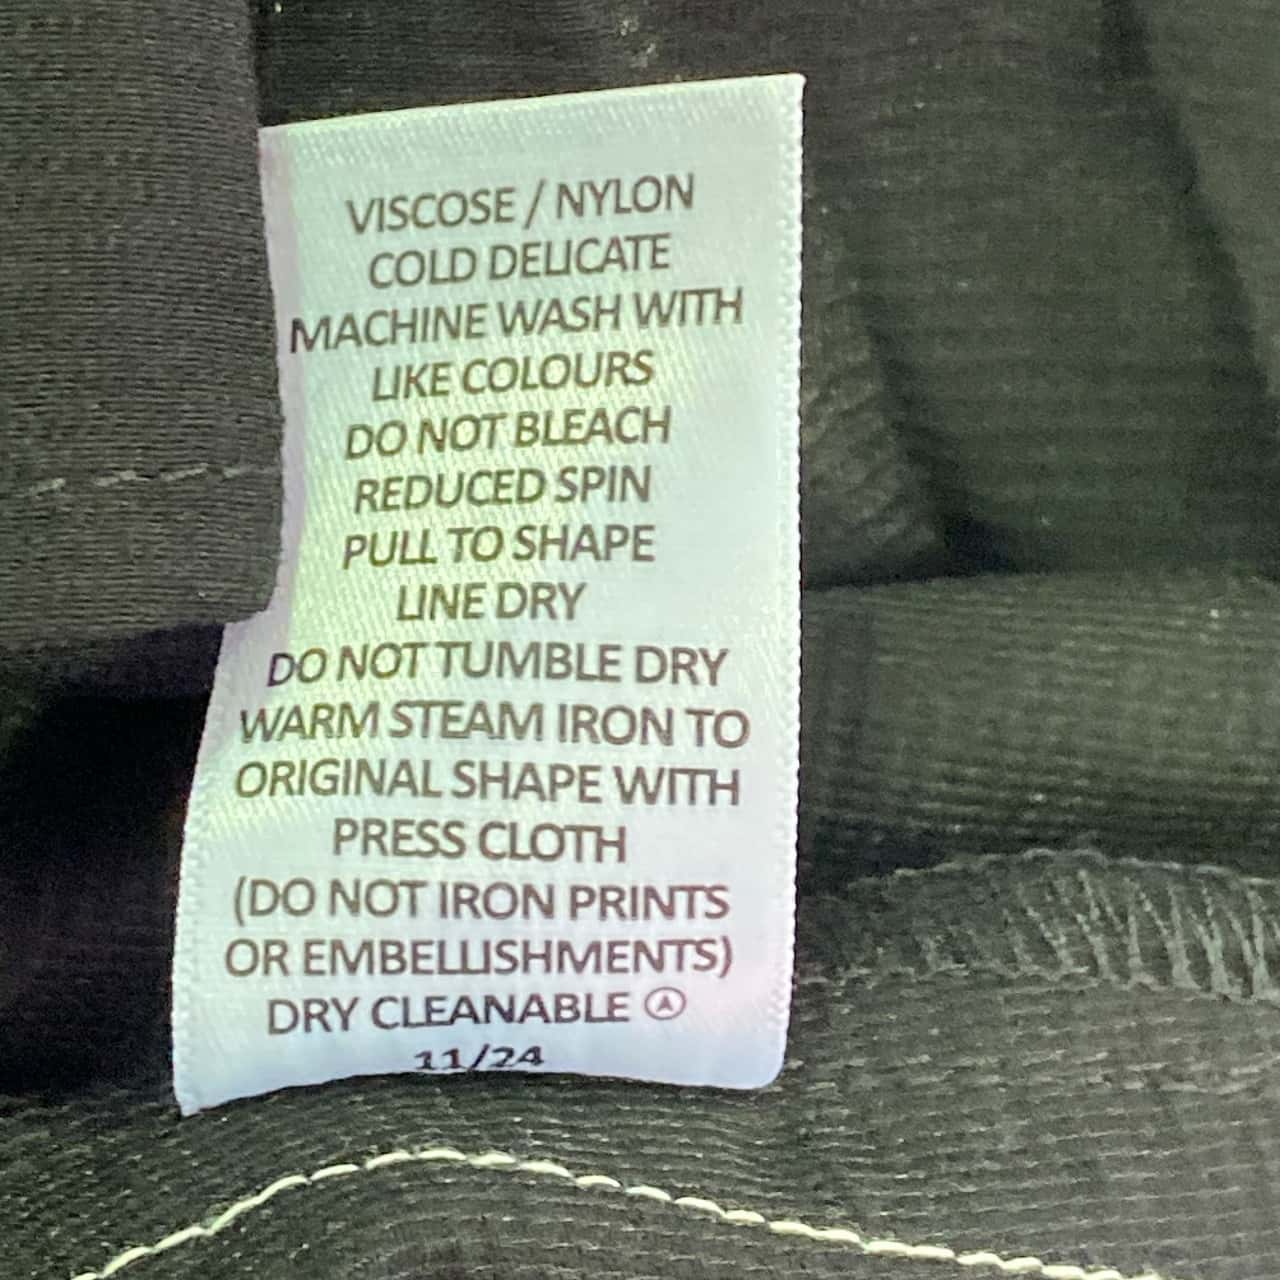 VISCOSE / NYLON
COLD DELICATE
MACHINE WASH WITH
LIKE COLOURS
DO NOT BLEACH
REDUCED SPIN
PULL TO SHAPE
LINE DRY
DO NOT TUMBLE DRY
WARM STEAM IRON TO
ORIGINAL SHAPE WITH
PRESS CLOTH
(DO NOT IRON PRINTS
OR EMBELLISHMENTS)
DRY CLEANABLE Ⓐ
11/24